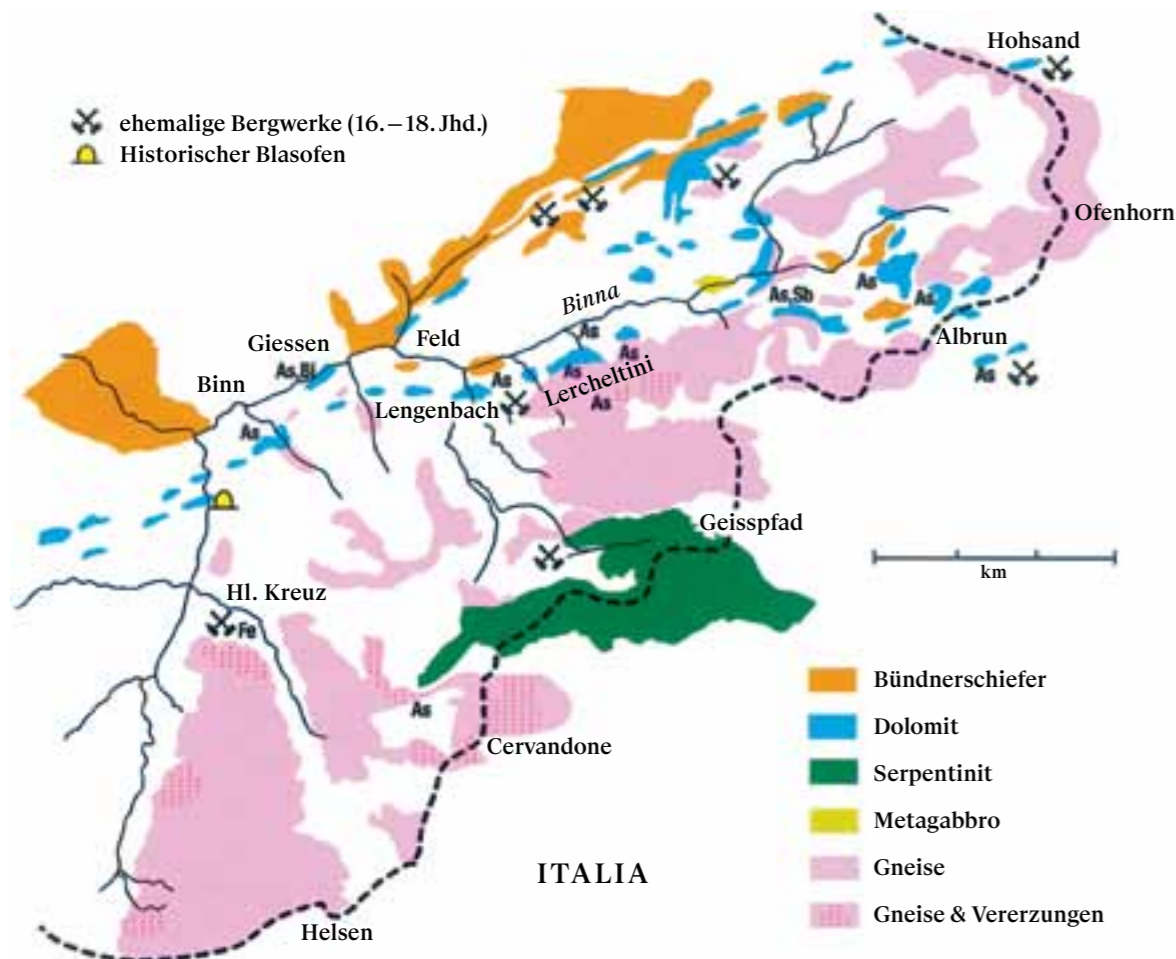 Hohsand
ehemalige Bergwerke (16.–18. Jhd.)
Historischer Blasofen
Ofenhorn
Binna
As,Sb
As
As
Albrun
As
Giessen
Feld
As
As
As,Bi
Binn
As
As
Lercheltini
Lengenbach
As
As
Geisspfad
km
Hl. Kreuz
Fe
As
Cervandone
Bündnerschiefer
Dolomit
Serpentinit
Metagabbro
Gneise
Gneise & Vererzungen
ITALIA
Helsen